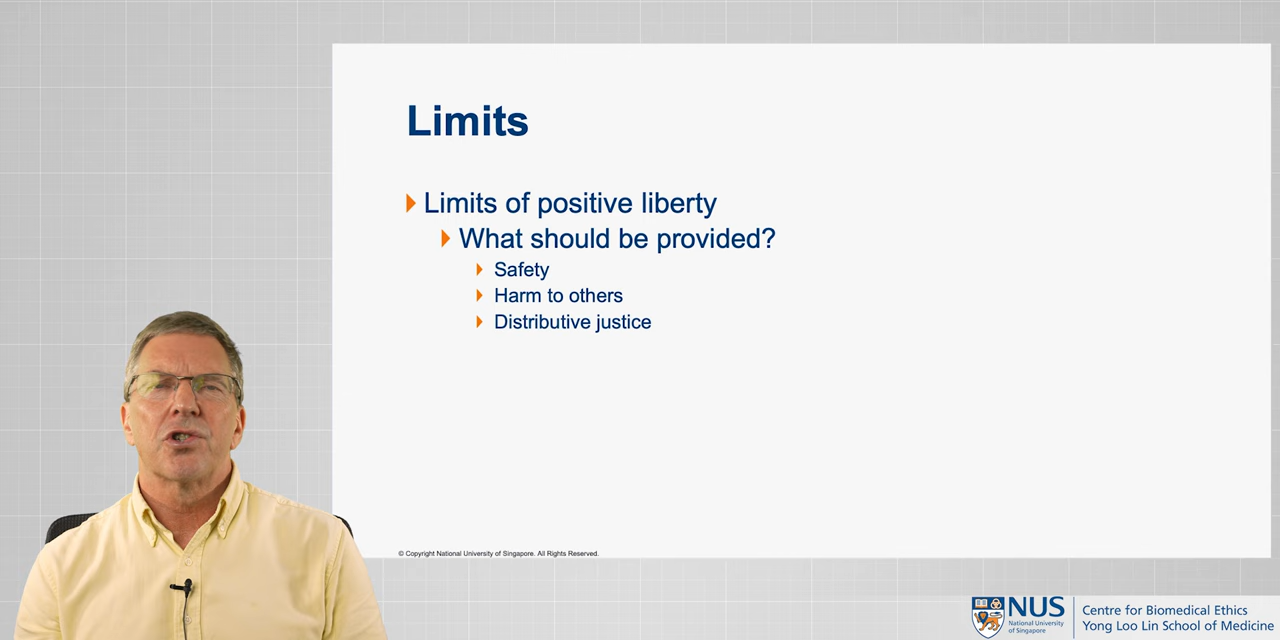 Limits
Limits of positive liberty
What should be provided?
Safety
Harm to others
Distributive justice
© Copyright National University of Singapore. All Rights Reserved.
NUS
National University
of Singapore
Centre for Biomedical Ethics
Yong Loo Lin School of Medicine